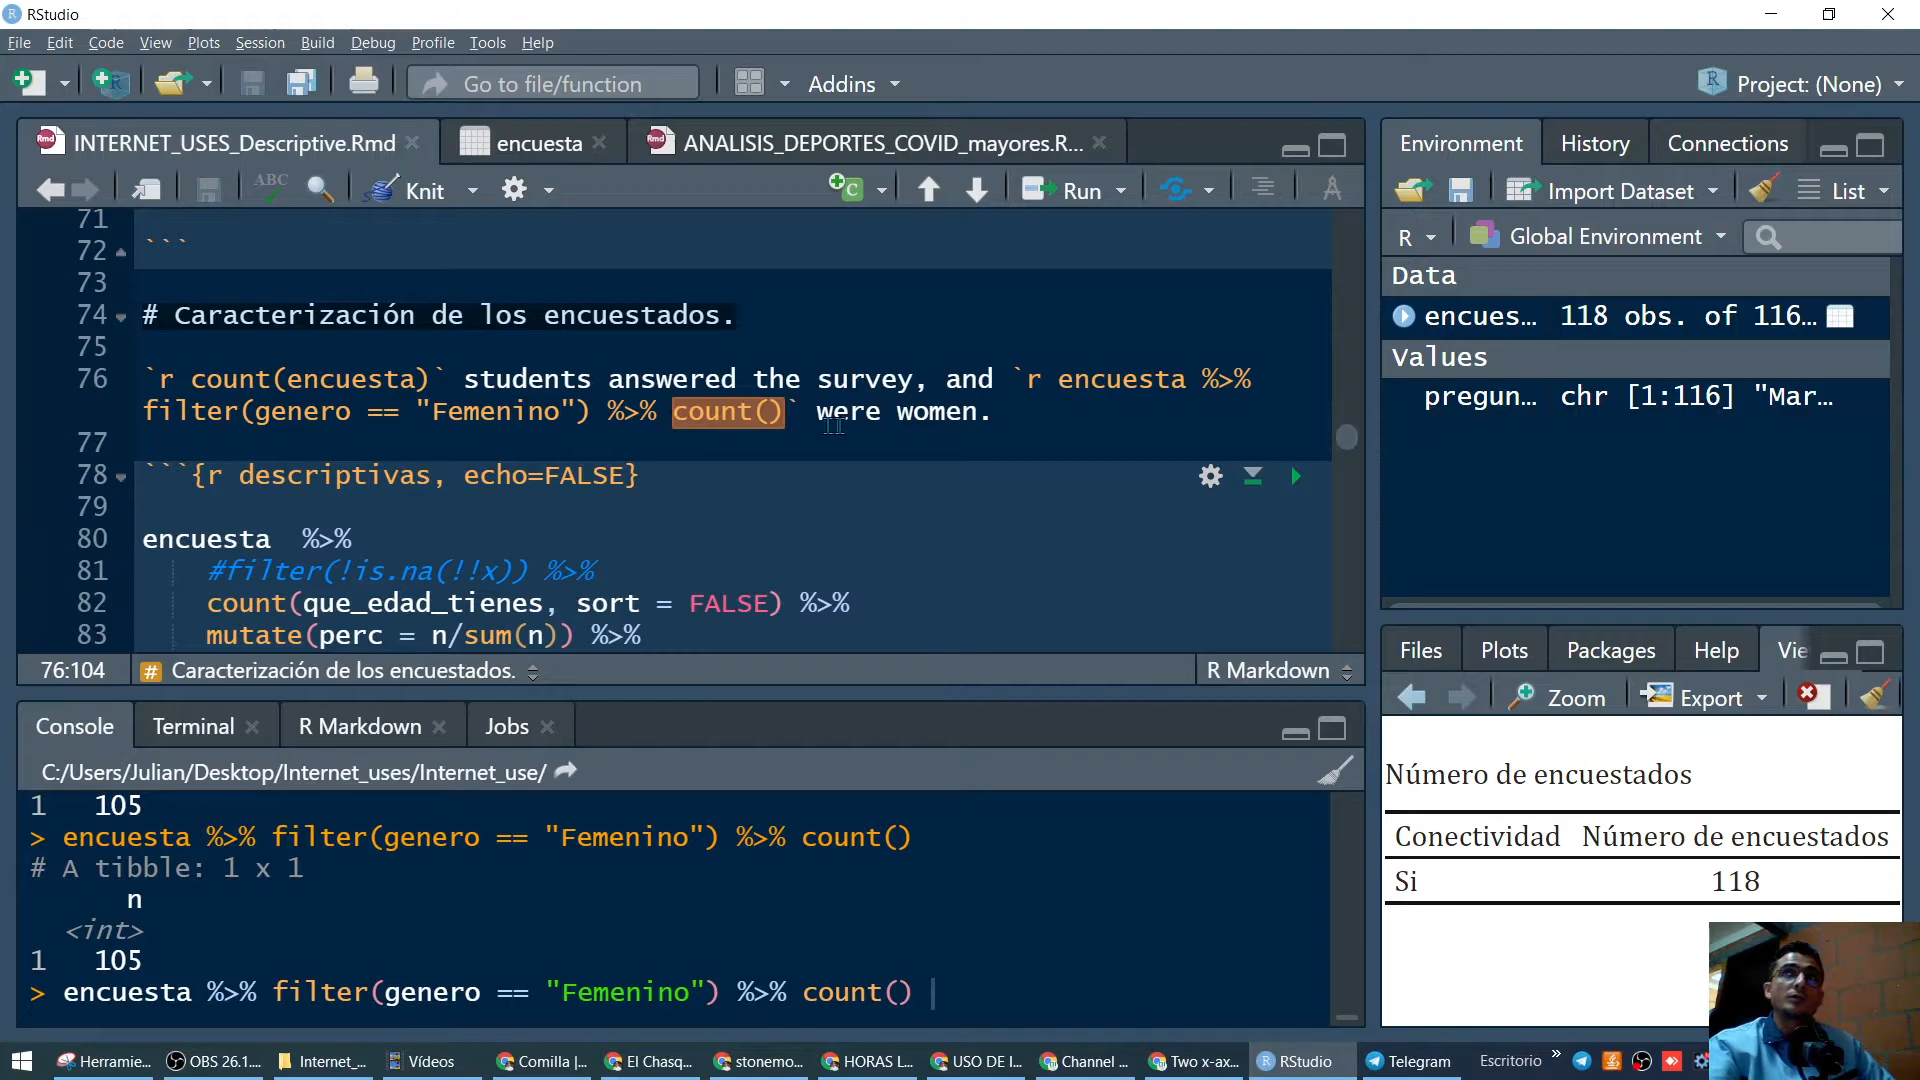 RStudio
File Edit Code View Plots Session Build Debug Profile Tools Help
Go to file/function Addins Project: (None)
INTERNET_USES_Descriptive.Rmd encuesta ANALISIS_DEPORTES_COVID_mayores.R...
ABC Knit Run
71
72 ```
73
74 # Caracterización de los encuestados.
75
76 `r count(encuesta)` students answered the survey, and `r encuesta %>%
filter(genero == "Femenino") %>% count()` were women.
77
78 ```{r descriptivas, echo=FALSE}
79
80 encuesta  %>%
81 #filter(!is.na(!!x)) %>%
82 count(que_edad_tienes, sort = FALSE) %>%
83 mutate(perc = n/sum(n)) %>%
76:104 # Caracterización de los encuestados. R Markdown
Console Terminal R Markdown Jobs
C:/Users/Julian/Desktop/Internet_uses/Internet_use/
1 105
> encuesta %>% filter(genero == "Femenino") %>% count()
# A tibble: 1 x 1
n
<int>
1 105
> encuesta %>% filter(genero == "Femenino") %>% count()
Environment History Connections
Import Dataset List
R Global Environment
Data
encues... 118 obs. of 116...
Values
pregun... chr [1:116] "Mar...
Files Plots Packages Help Vie
Zoom Export
Número de encuestados
Conectividad Número de encuestados
Si 118
Herramie... OBS 26.1... Internet_... Vídeos Comilla |... El Chasq... stonemo... HORAS L... USO DE I... Channel ... Two x-ax... RStudio Telegram Escritorio »